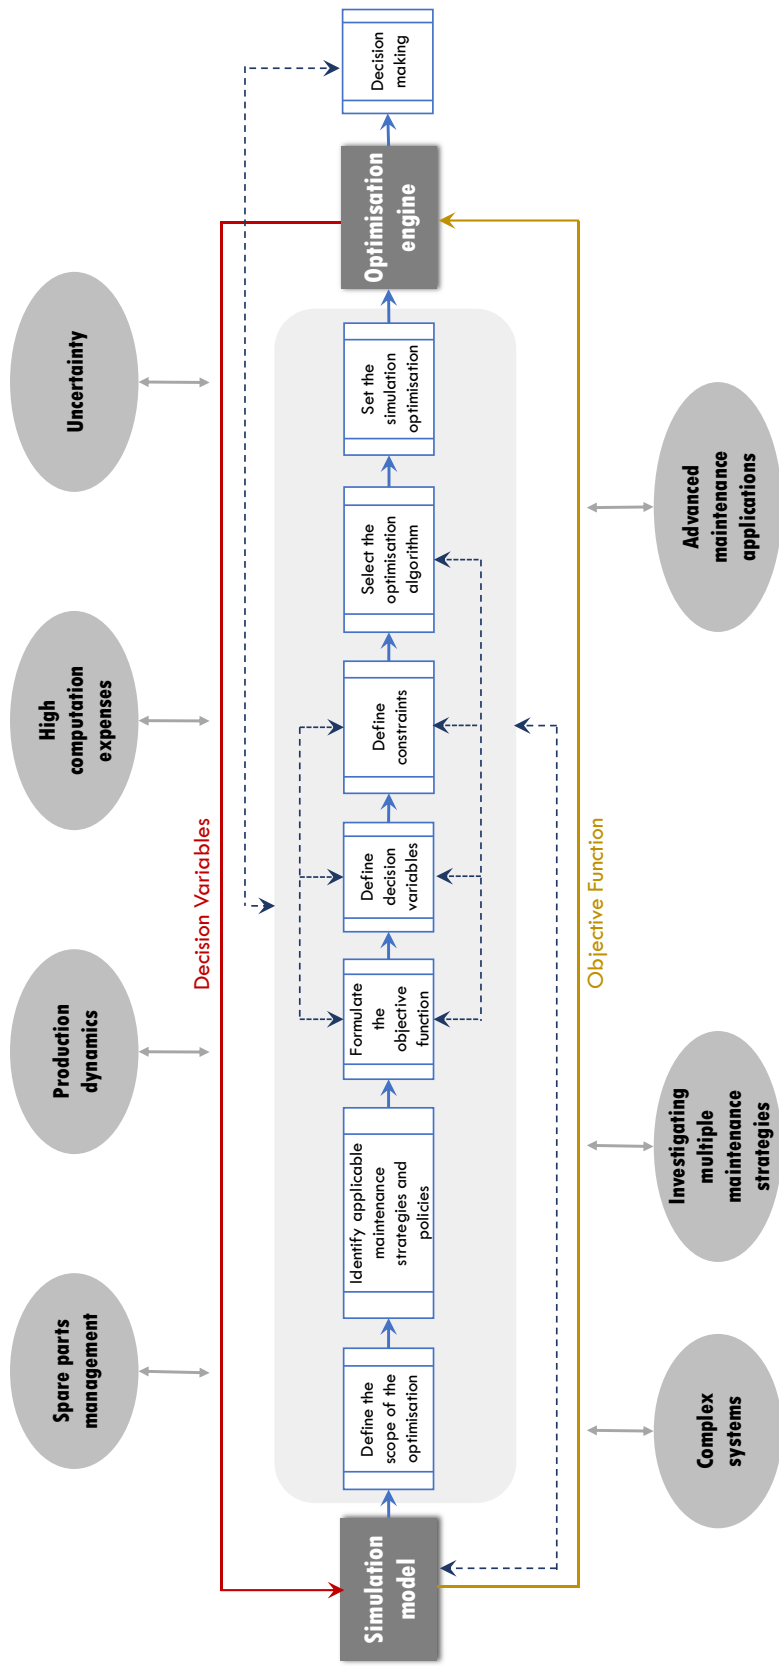 Spare parts
management
Production
dynamics
High
computation
expenses
Uncertainty
Decision Variables
Simulation
model
Define the
scope of the
optimisation
Identify applicable
maintenance
strategies and
policies
Formulate
the
objective
function
Define
decision
variables
Define
constraints
Select the
optimisation
algorithm
Set the
simulation
optimisation
Optimisation
engine
Decision
making
Objective Function
Complex
systems
Investigating
multiple
maintenance
strategies
Advanced
maintenance
applications